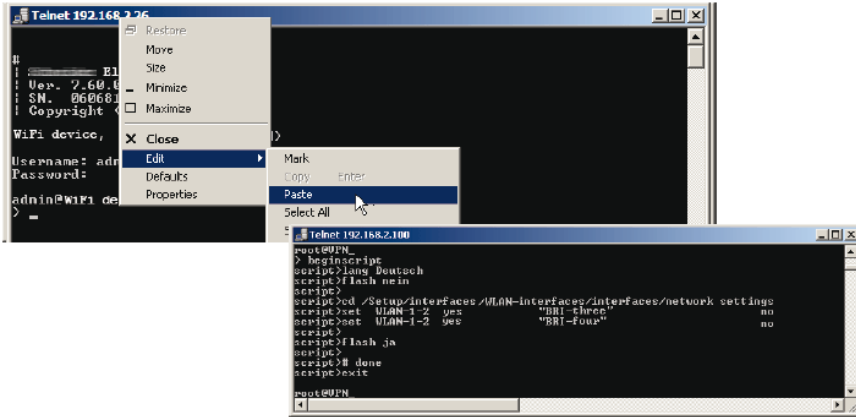 Telnet 192.168.2.26
Restore
Move
Size
Minimize
Maximize
Close
Edit
Defaults
Properties
Mark
Copy Enter
Paste
Select All
#
| El
| Ver. 7.60.
| SN. 060681
| Copyright
WiFi device,
Username: adm
Password:
admin@WiFi de
> _
Telnet 192.168.2.100
root@VPN_
> beginscript
script>lang Deutsch
script>flash nein
script>
script>cd /Setup/interfaces/WLAN-interfaces/interfaces/network settings
script>set WLAN-1-2 yes "BRI-three" no
script>set WLAN-1-2 yes "BRI-four" no
script>
script>flash ja
script>
script># done
script>exit
root@VPN_